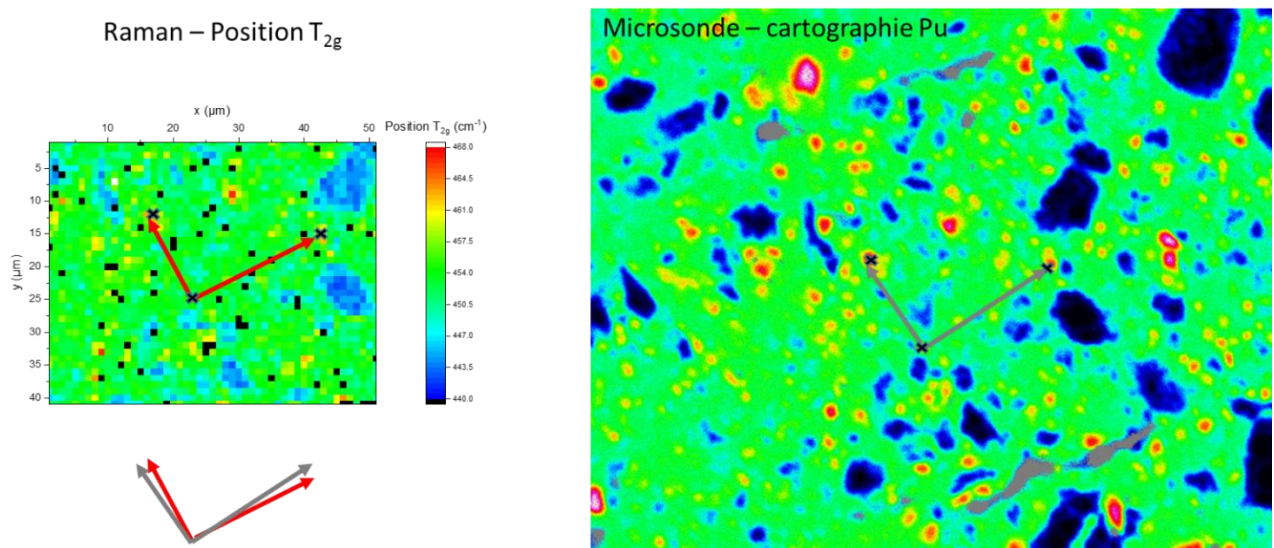 Raman – Position T2g
x (µm)
10 20 30 40 50
y (µm)
5
10
15
20
25
30
35
40
Position T2g (cm-1)
468.0
464.5
461.0
457.5
454.0
450.5
447.0
443.5
440.0
Microsonde – cartographie Pu